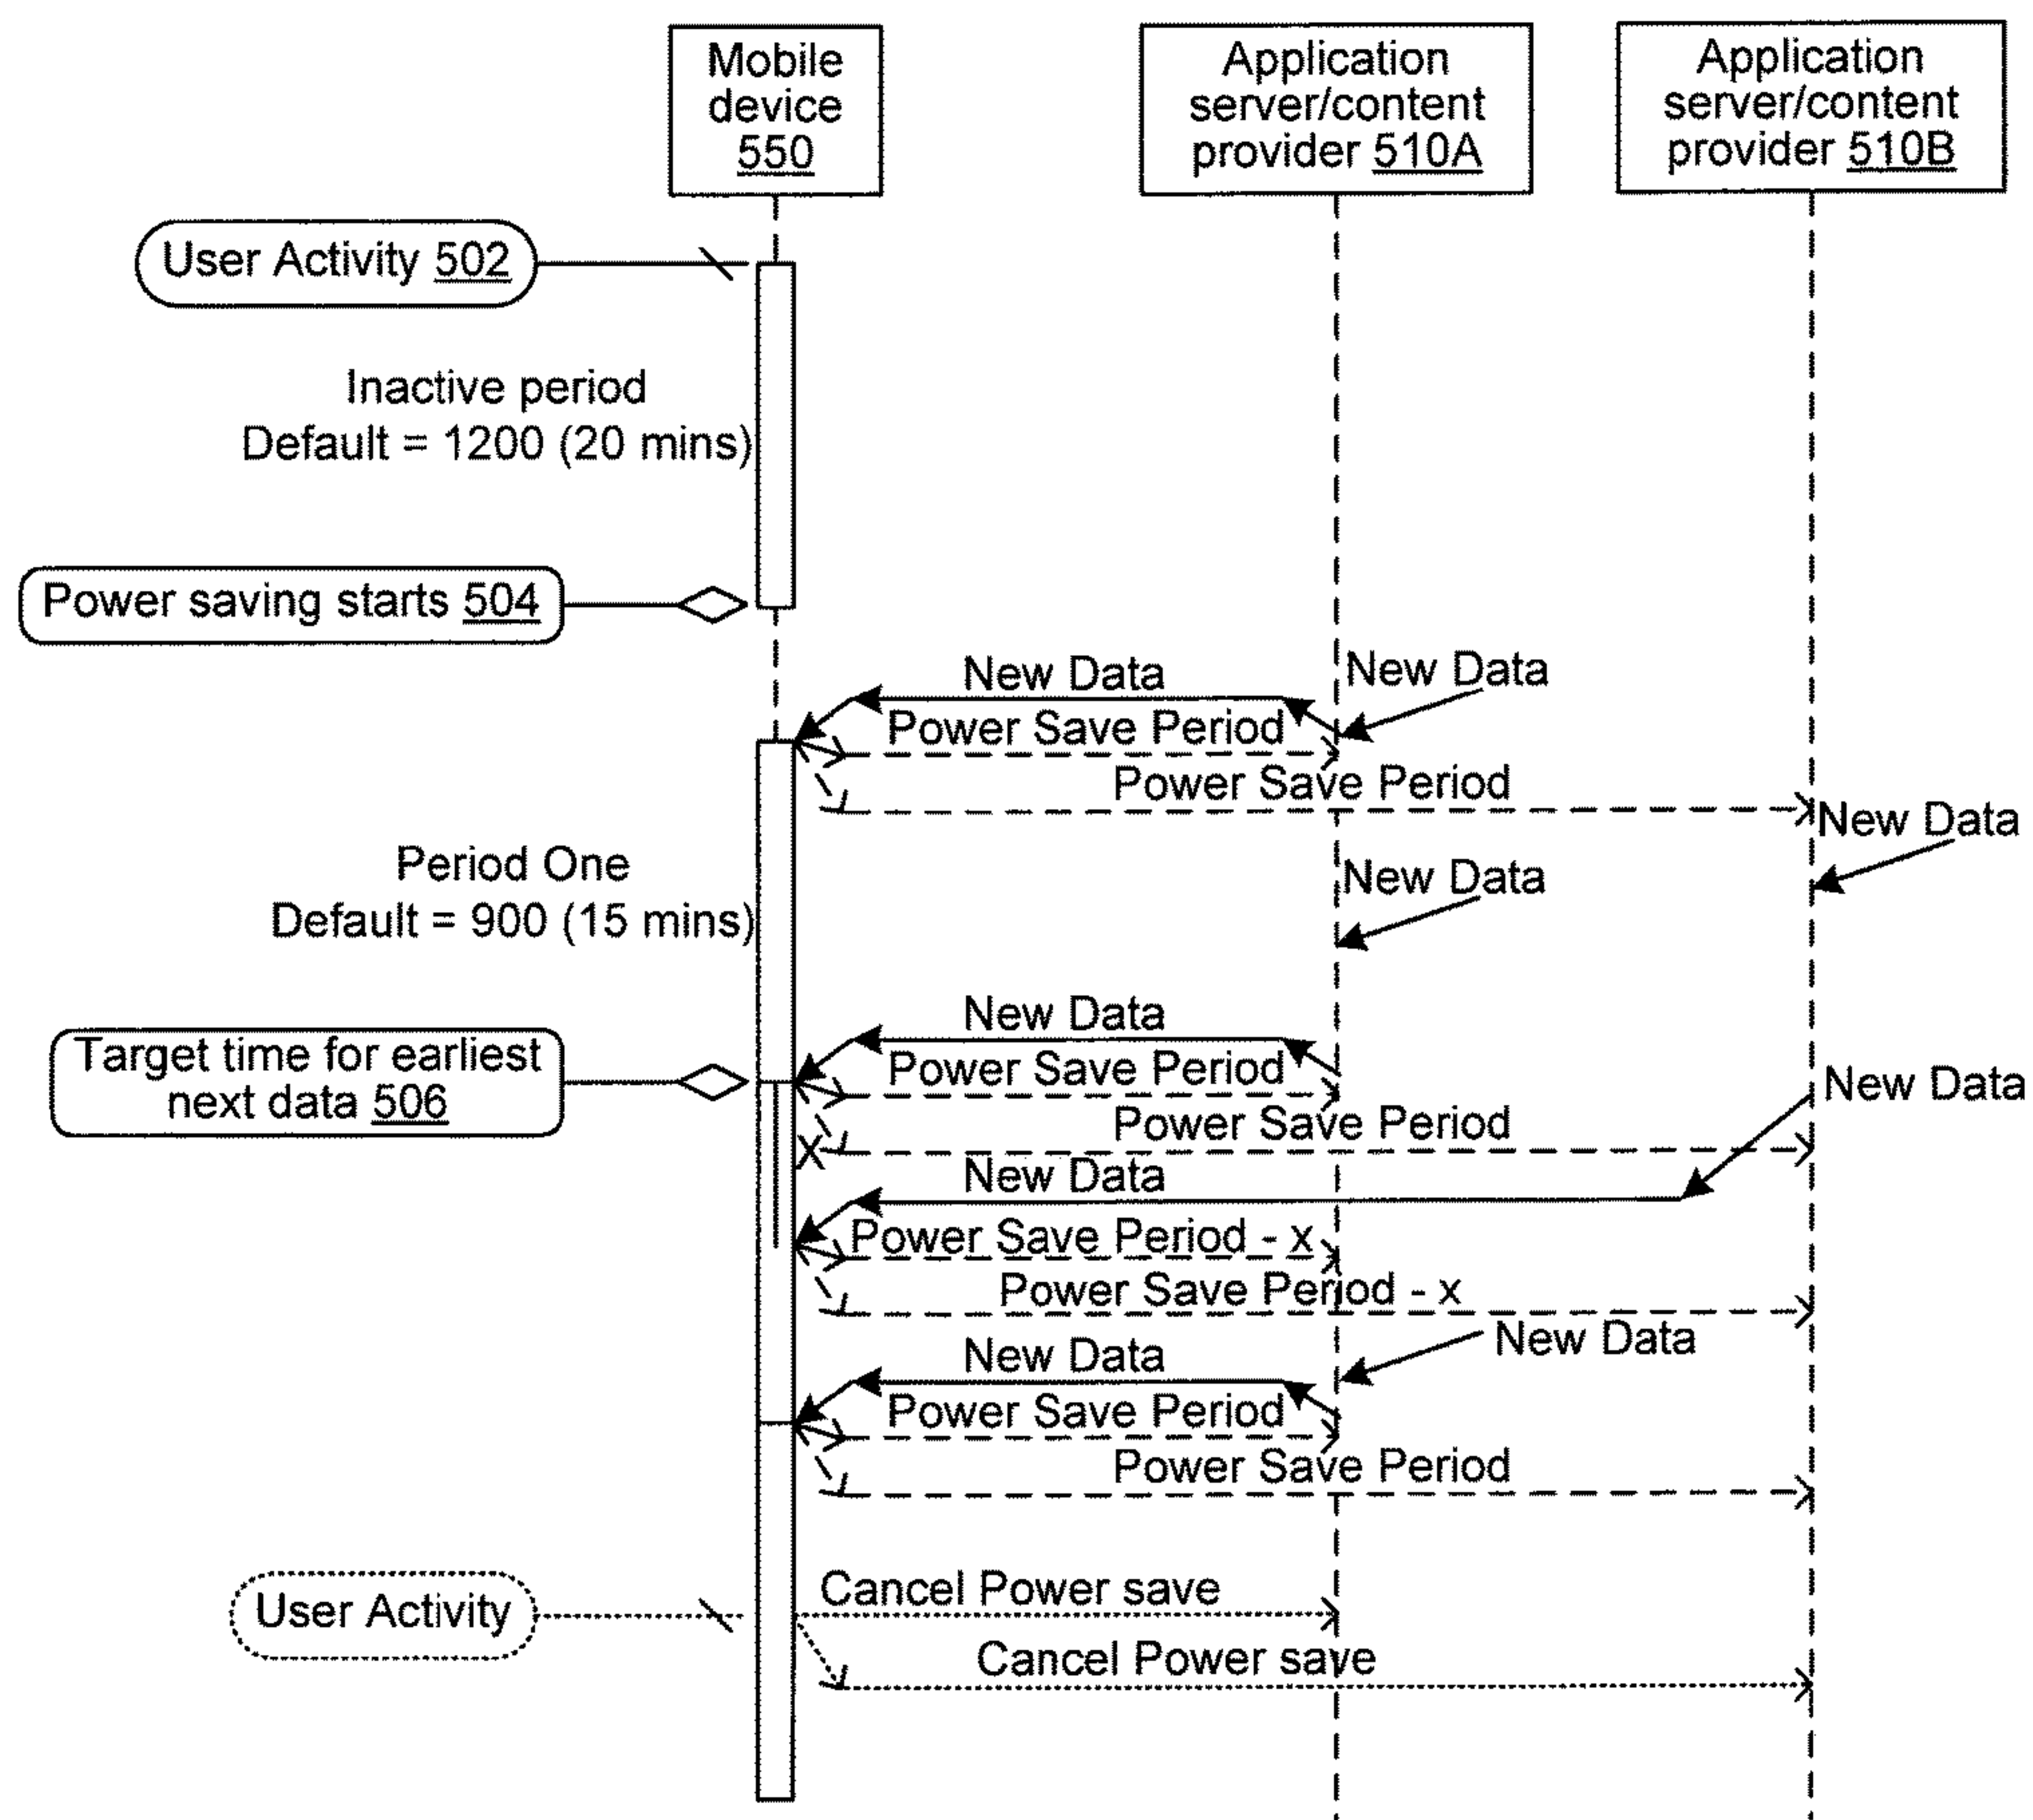 Mobile
device
550
Application
server/content
provider 510A
Application
server/content
provider 510B
User Activity 502
Inactive period
Default = 1200 (20 mins)
Power saving starts 504
New Data
New Data
Power Save Period
Power Save Period
New Data
Period One
Default = 900 (15 mins)
New Data
New Data
Target time for earliest
next data 506
Power Save Period
New Data
Power Save Period
X
New Data
Power Save Period - x
Power Save Period - x
New Data
New Data
Power Save Period
Power Save Period
User Activity
Cancel Power save
Cancel Power save